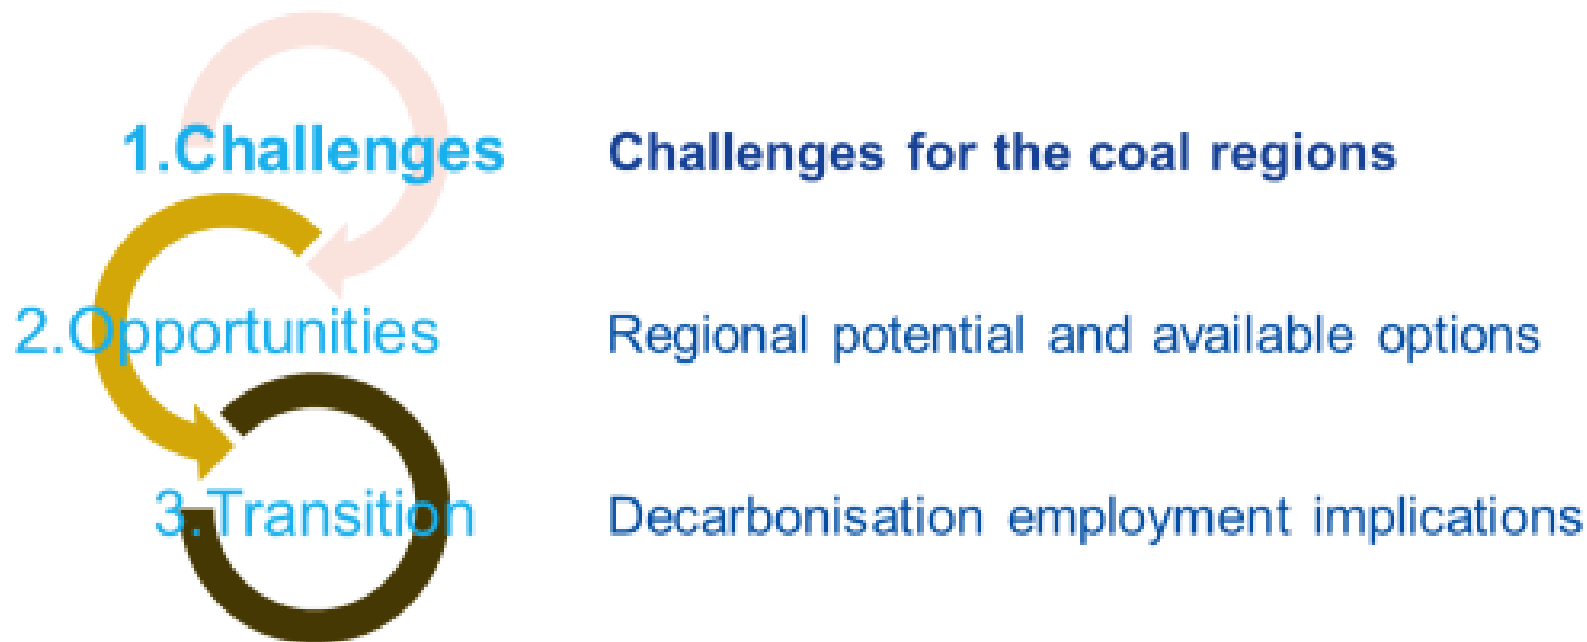 1.Challenges
Challenges for the coal regions
2.Opportunities
Regional potential and available options
3.Transition
Decarbonisation employment implications